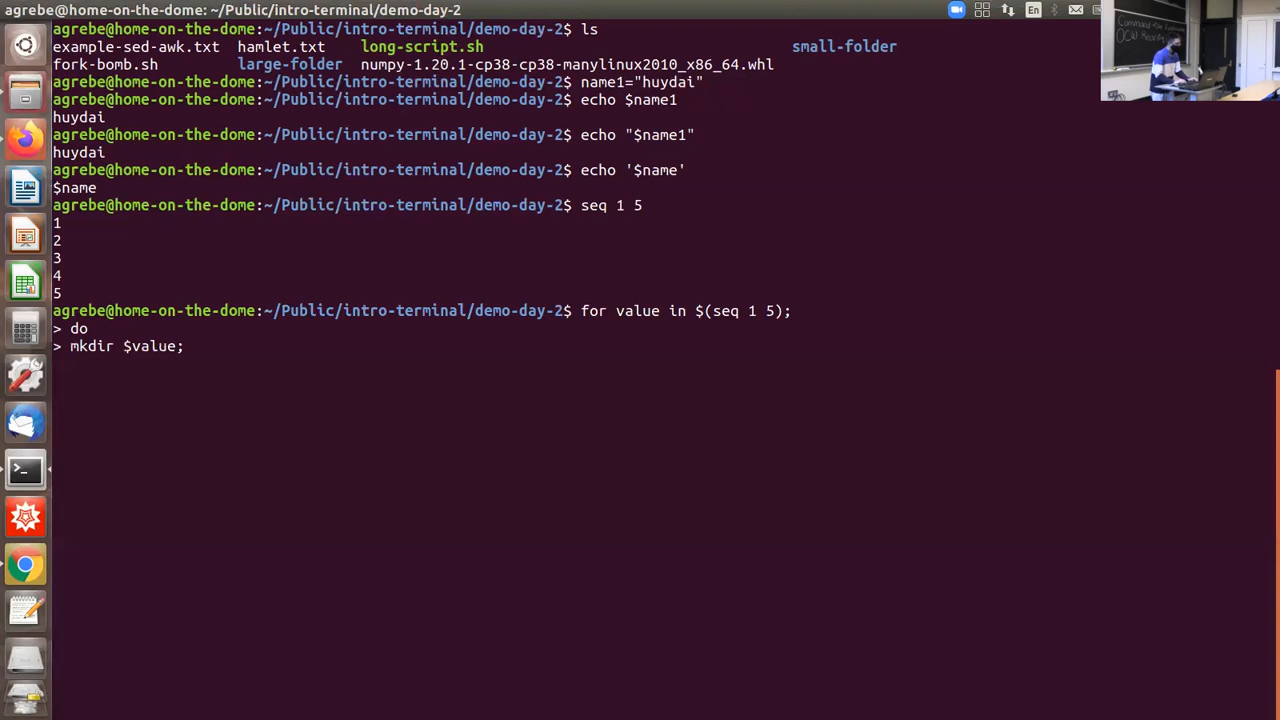 agrebe@home-on-the-dome: ~/Public/intro-terminal/demo-day-2
En
agrebe@home-on-the-dome:~/Public/intro-terminal/demo-day-2$ ls
example-sed-awk.txt hamlet.txt long-script.sh small-folder
fork-bomb.sh large-folder numpy-1.20.1-cp38-cp38-manylinux2010_x86_64.whl
agrebe@home-on-the-dome:~/Public/intro-terminal/demo-day-2$ name1="huydai"
agrebe@home-on-the-dome:~/Public/intro-terminal/demo-day-2$ echo $name1
huydai
agrebe@home-on-the-dome:~/Public/intro-terminal/demo-day-2$ echo "$name1"
huydai
agrebe@home-on-the-dome:~/Public/intro-terminal/demo-day-2$ echo '$name'
$name
agrebe@home-on-the-dome:~/Public/intro-terminal/demo-day-2$ seq 1 5
1
2
3
4
5
agrebe@home-on-the-dome:~/Public/intro-terminal/demo-day-2$ for value in $(seq 1 5);
> do
> mkdir $value;